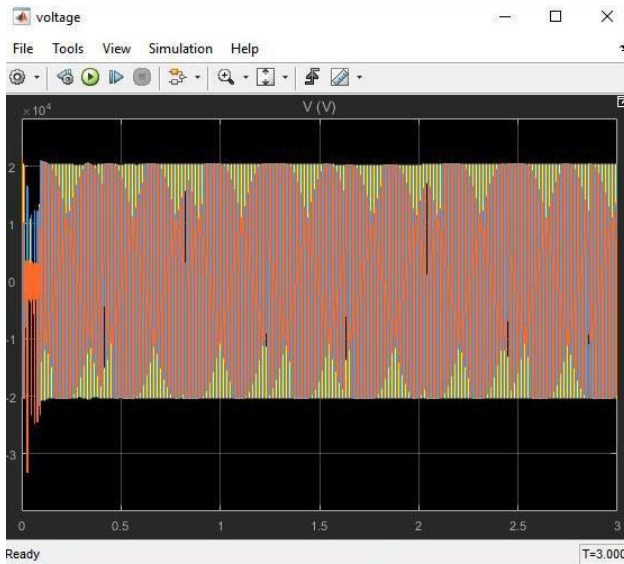 voltage
File Tools View Simulation Help
V (V)
×10⁴
2
1
0
-1
-2
-3
0 0.5 1 1.5 2 2.5 3
Ready T=3.000